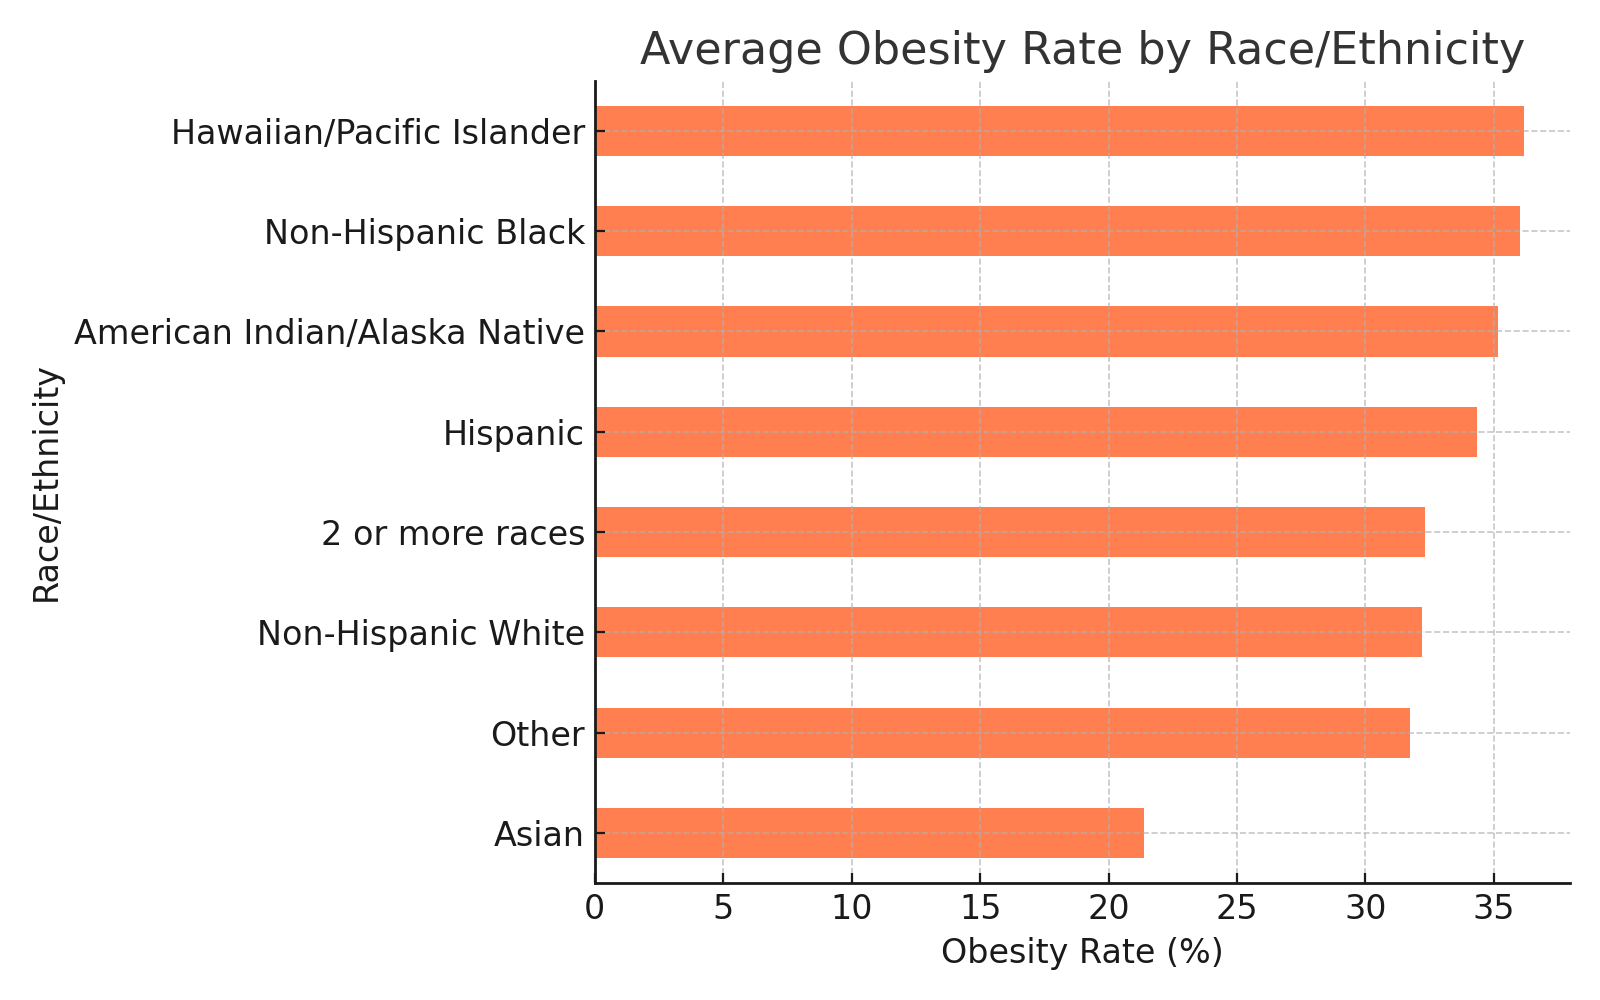 Average Obesity Rate by Race/Ethnicity
Race/Ethnicity
Hawaiian/Pacific Islander
Non-Hispanic Black
American Indian/Alaska Native
Hispanic
2 or more races
Non-Hispanic White
Other
Asian
0 5 10 15 20 25 30 35
Obesity Rate (%)